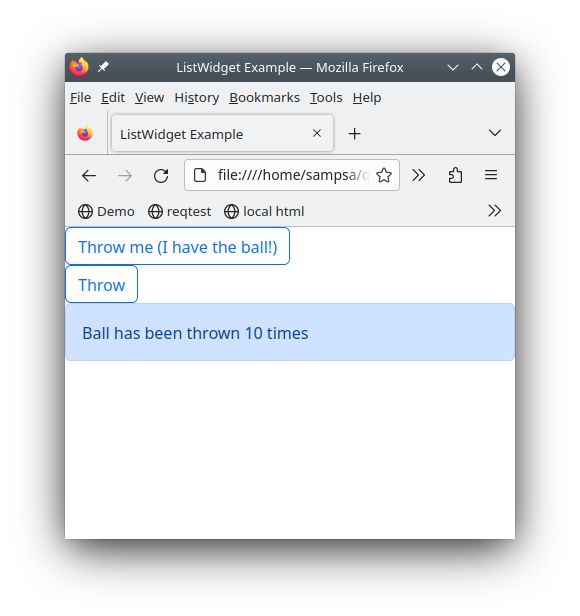 ListWidget Example — Mozilla Firefox
File Edit View History Bookmarks Tools Help
ListWidget Example
file:////home/sampsa/
Demo reqtest local html
Throw me (I have the ball!)
Throw
Ball has been thrown 10 times